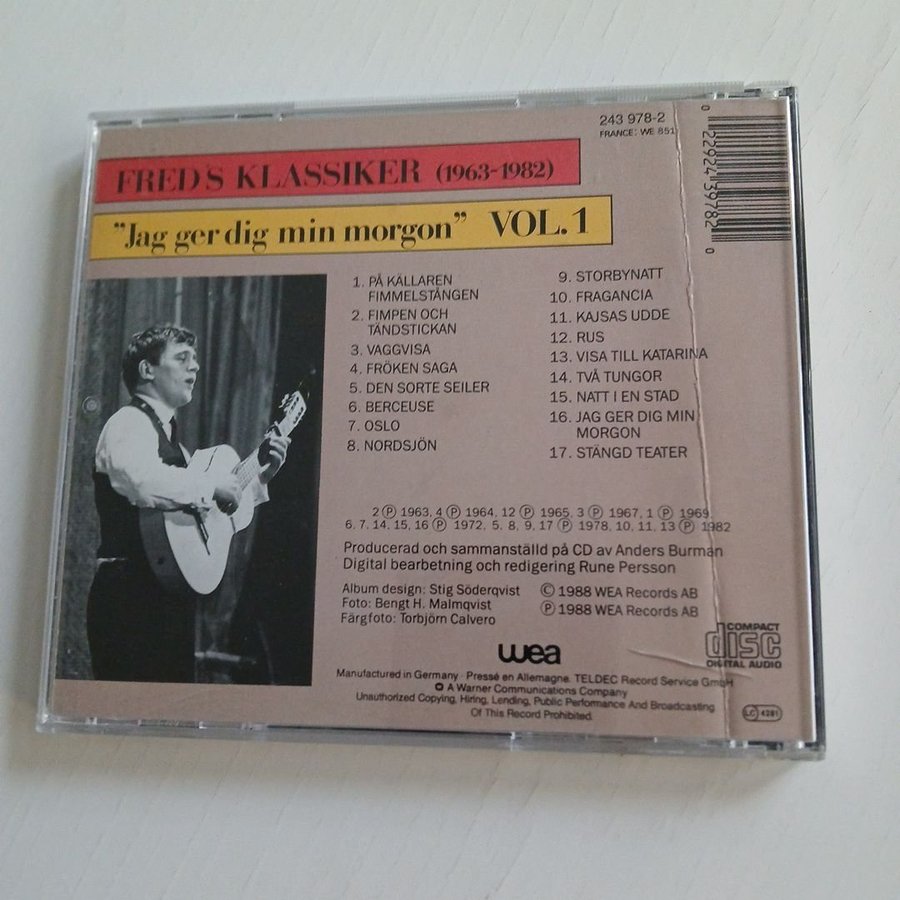 243 978-2
FRANCE: WE 851
0 22924 39782 0
FRED'S KLASSIKER (1963-1982)
"Jag ger dig min morgon" VOL. 1
1. PÅ KÄLLAREN
FIMMELSTÅNGEN
2. FIMPEN OCH
TÄNDSTICKAN
3. VAGGVISA
4. FRÖKEN SAGA
5. DEN SORTE SEILER
6. BERCEUSE
7. OSLO
8. NORDSJÖN
9. STORBYNATT
10. FRAGANCIA
11. KAJSAS UDDE
12. RUS
13. VISA TILL KATARINA
14. TVÅ TUNGOR
15. NATT I EN STAD
16. JAG GER DIG MIN
MORGON
17. STÄNGD TEATER
2 Ⓟ 1963, 4 Ⓟ 1964, 12 Ⓟ 1965, 3 Ⓟ 1967, 1 Ⓟ 1969,
6. 7. 14, 15, 16 Ⓟ 1972, 5, 8, 9, 17 Ⓟ 1978, 10, 11, 13 Ⓟ 1982
Producerad och sammanställd på CD av Anders Burman
Digital bearbetning och redigering Rune Persson
Album design: Stig Söderqvist
Foto: Bengt H. Malmqvist
Färgfoto: Torbjörn Calvero
© 1988 WEA Records AB
Ⓟ 1988 WEA Records AB
wea
COMPACT
disc
DIGITAL AUDIO
Manufactured in Germany · Pressé en Allemagne. TELDEC Record Service GmbH
A Warner Communications Company
Unauthorized Copying, Hiring, Lending, Public Performance And Broadcasting
Of This Record Prohibited.
LC 4281